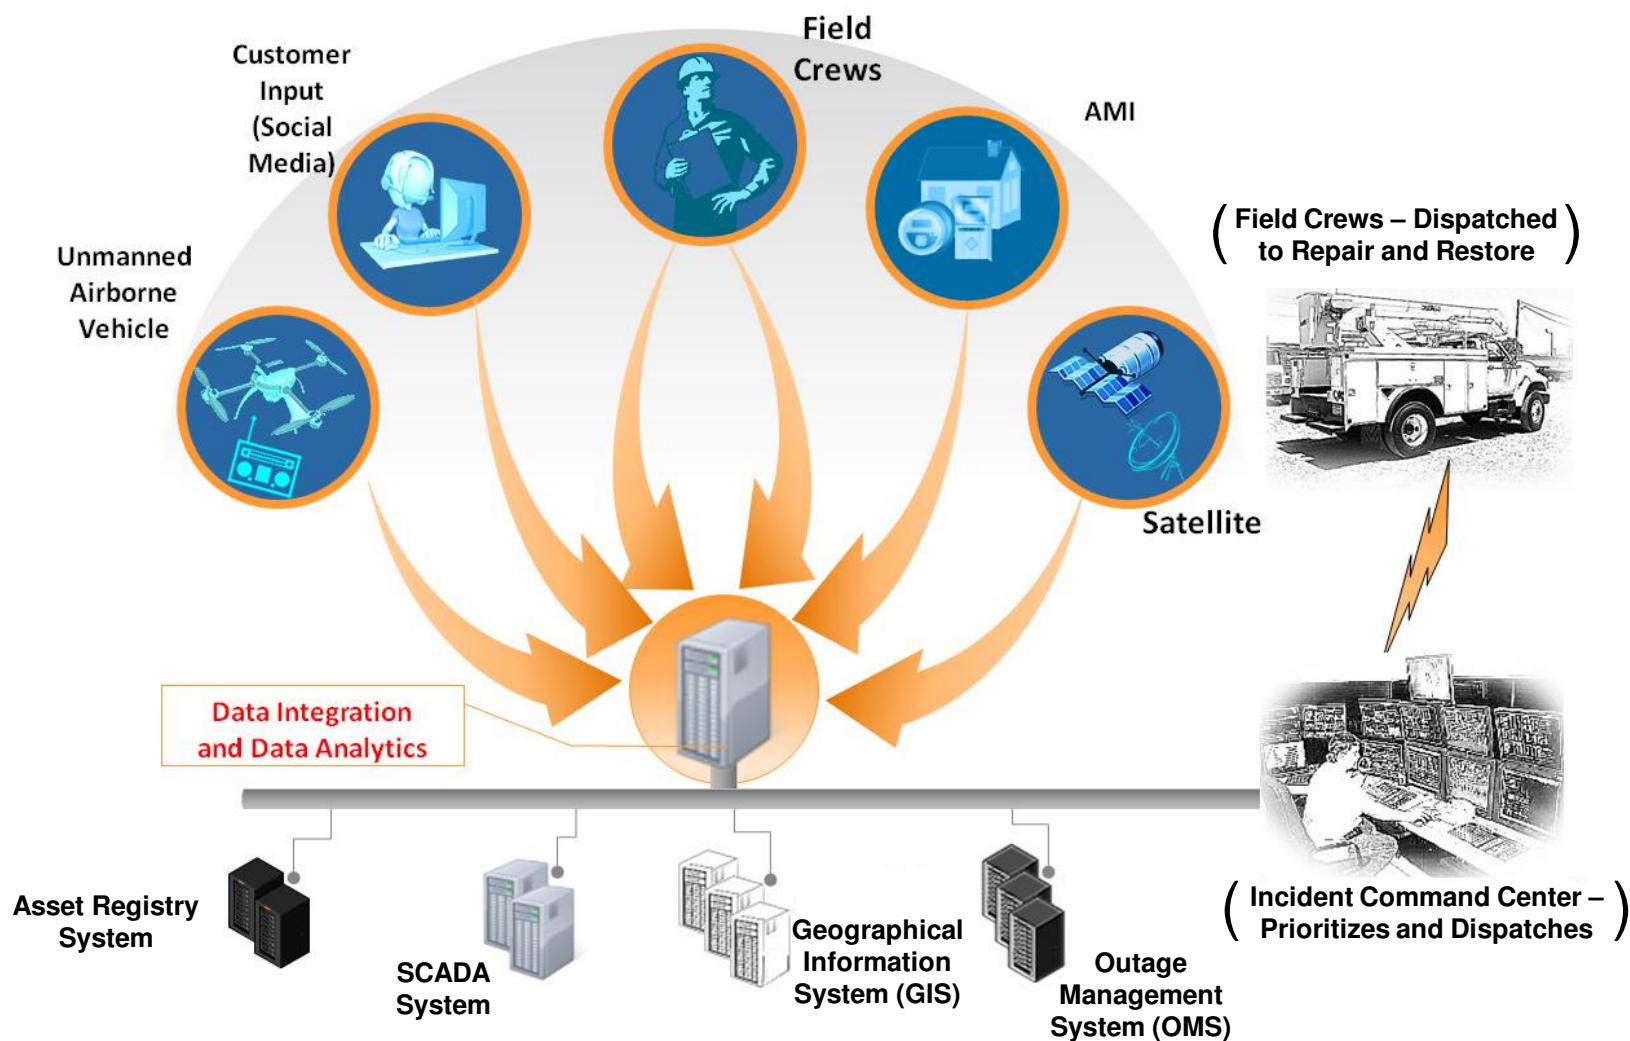 Field
Crews
Customer
Input
(Social
Media)
AMI
Unmanned
Airborne
Vehicle
( Field Crews – Dispatched
to Repair and Restore )
Satellite
Data Integration
and Data Analytics
Asset Registry
System
SCADA
System
Geographical
Information
System (GIS)
Outage
Management
System (OMS)
( Incident Command Center –
Prioritizes and Dispatches )